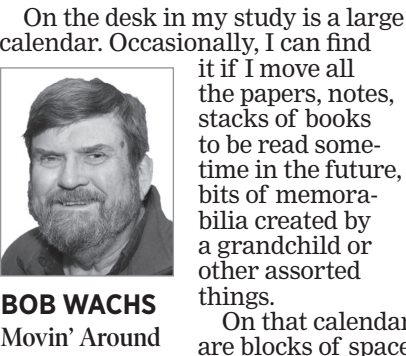 On the desk in my study is a large
calendar. Occasionally, I can find
it if I move all
the papers, notes,
stacks of books
to be read some-
time in the future,
bits of memora-
bilia created by
a grandchild or
other assorted
things.
On that calendar
are blocks of space
BOB WACHS
Movin’ Around